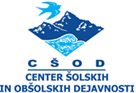 CŠOD
CENTER ŠOLSKIH
IN OBŠOLSKIH DEJAVNOSTI